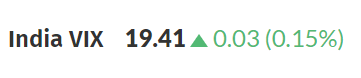 India VIX 19.41 ▲ 0.03 (0.15%)